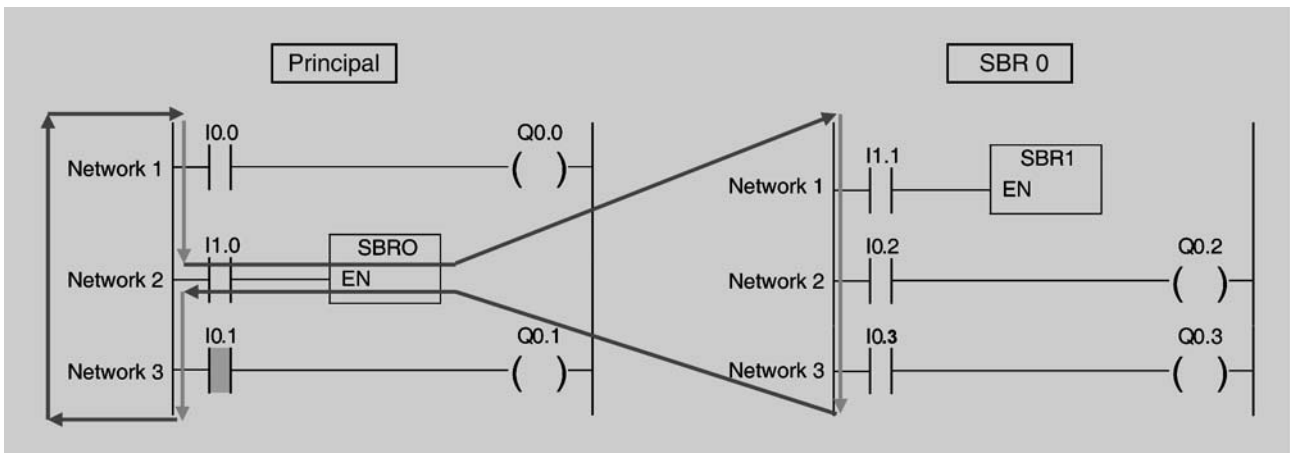 Principal
I0.0
Q0.0
Network 1
I1.0
SBRO
Network 2
EN
I0.1
Q0.1
Network 3
SBR 0
I1.1
SBR1
Network 1
EN
I0.2
Q0.2
Network 2
I0.3
Q0.3
Network 3